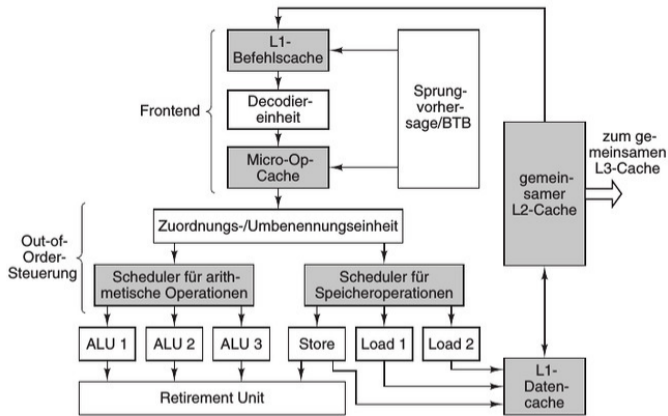 L1-
Befehlscache
Frontend
Decodier-
einheit
Sprung-
vorher-
sage/BTB
Micro-Op-
Cache
gemein-
samer
L2-Cache
zum ge-
meinsamen
L3-Cache
Zuordnungs-/Umbenennungseinheit
Out-of-
Order-
Steuerung
Scheduler für arith-
metische Operationen
Scheduler für
Speicheroperationen
ALU 1
ALU 2
ALU 3
Store
Load 1
Load 2
Retirement Unit
L1-
Daten-
cache